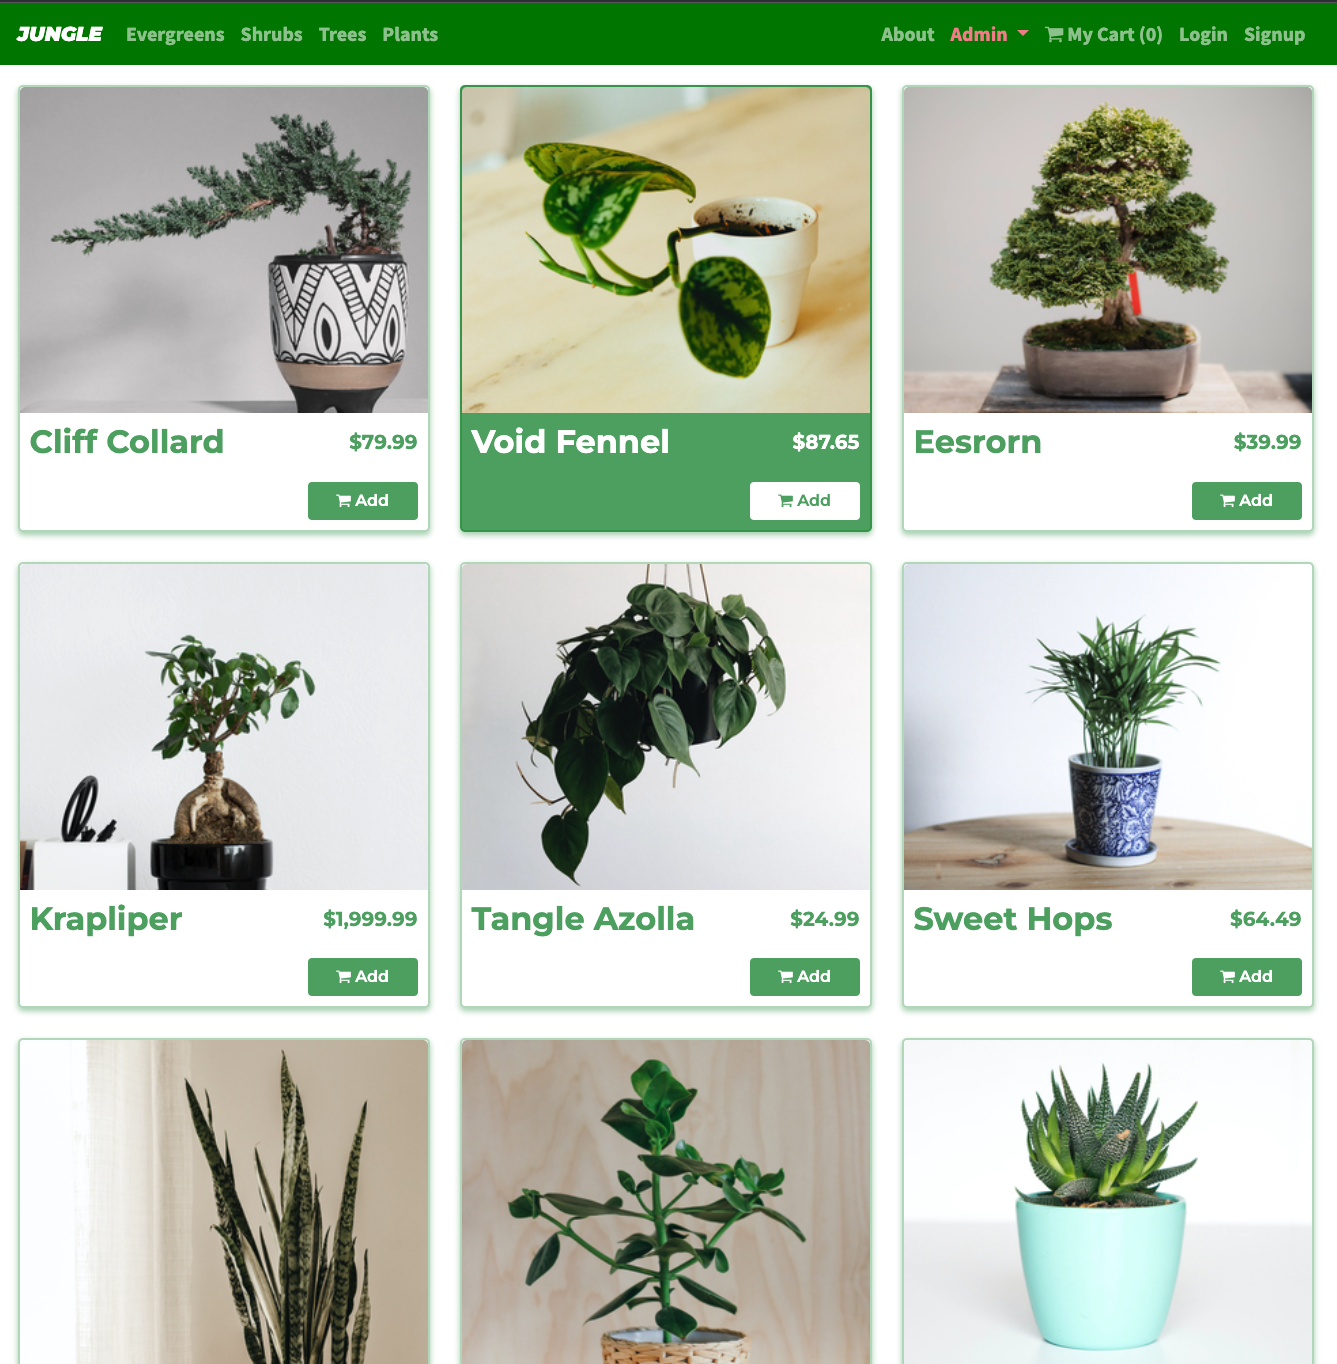 JUNGLE Evergreens Shrubs Trees Plants About Admin My Cart (0) Login Signup
Cliff Collard $79.99
Add
Void Fennel $87.65
Add
Eesrorn $39.99
Add
Krapliper $1,999.99
Add
Tangle Azolla $24.99
Add
Sweet Hops $64.49
Add